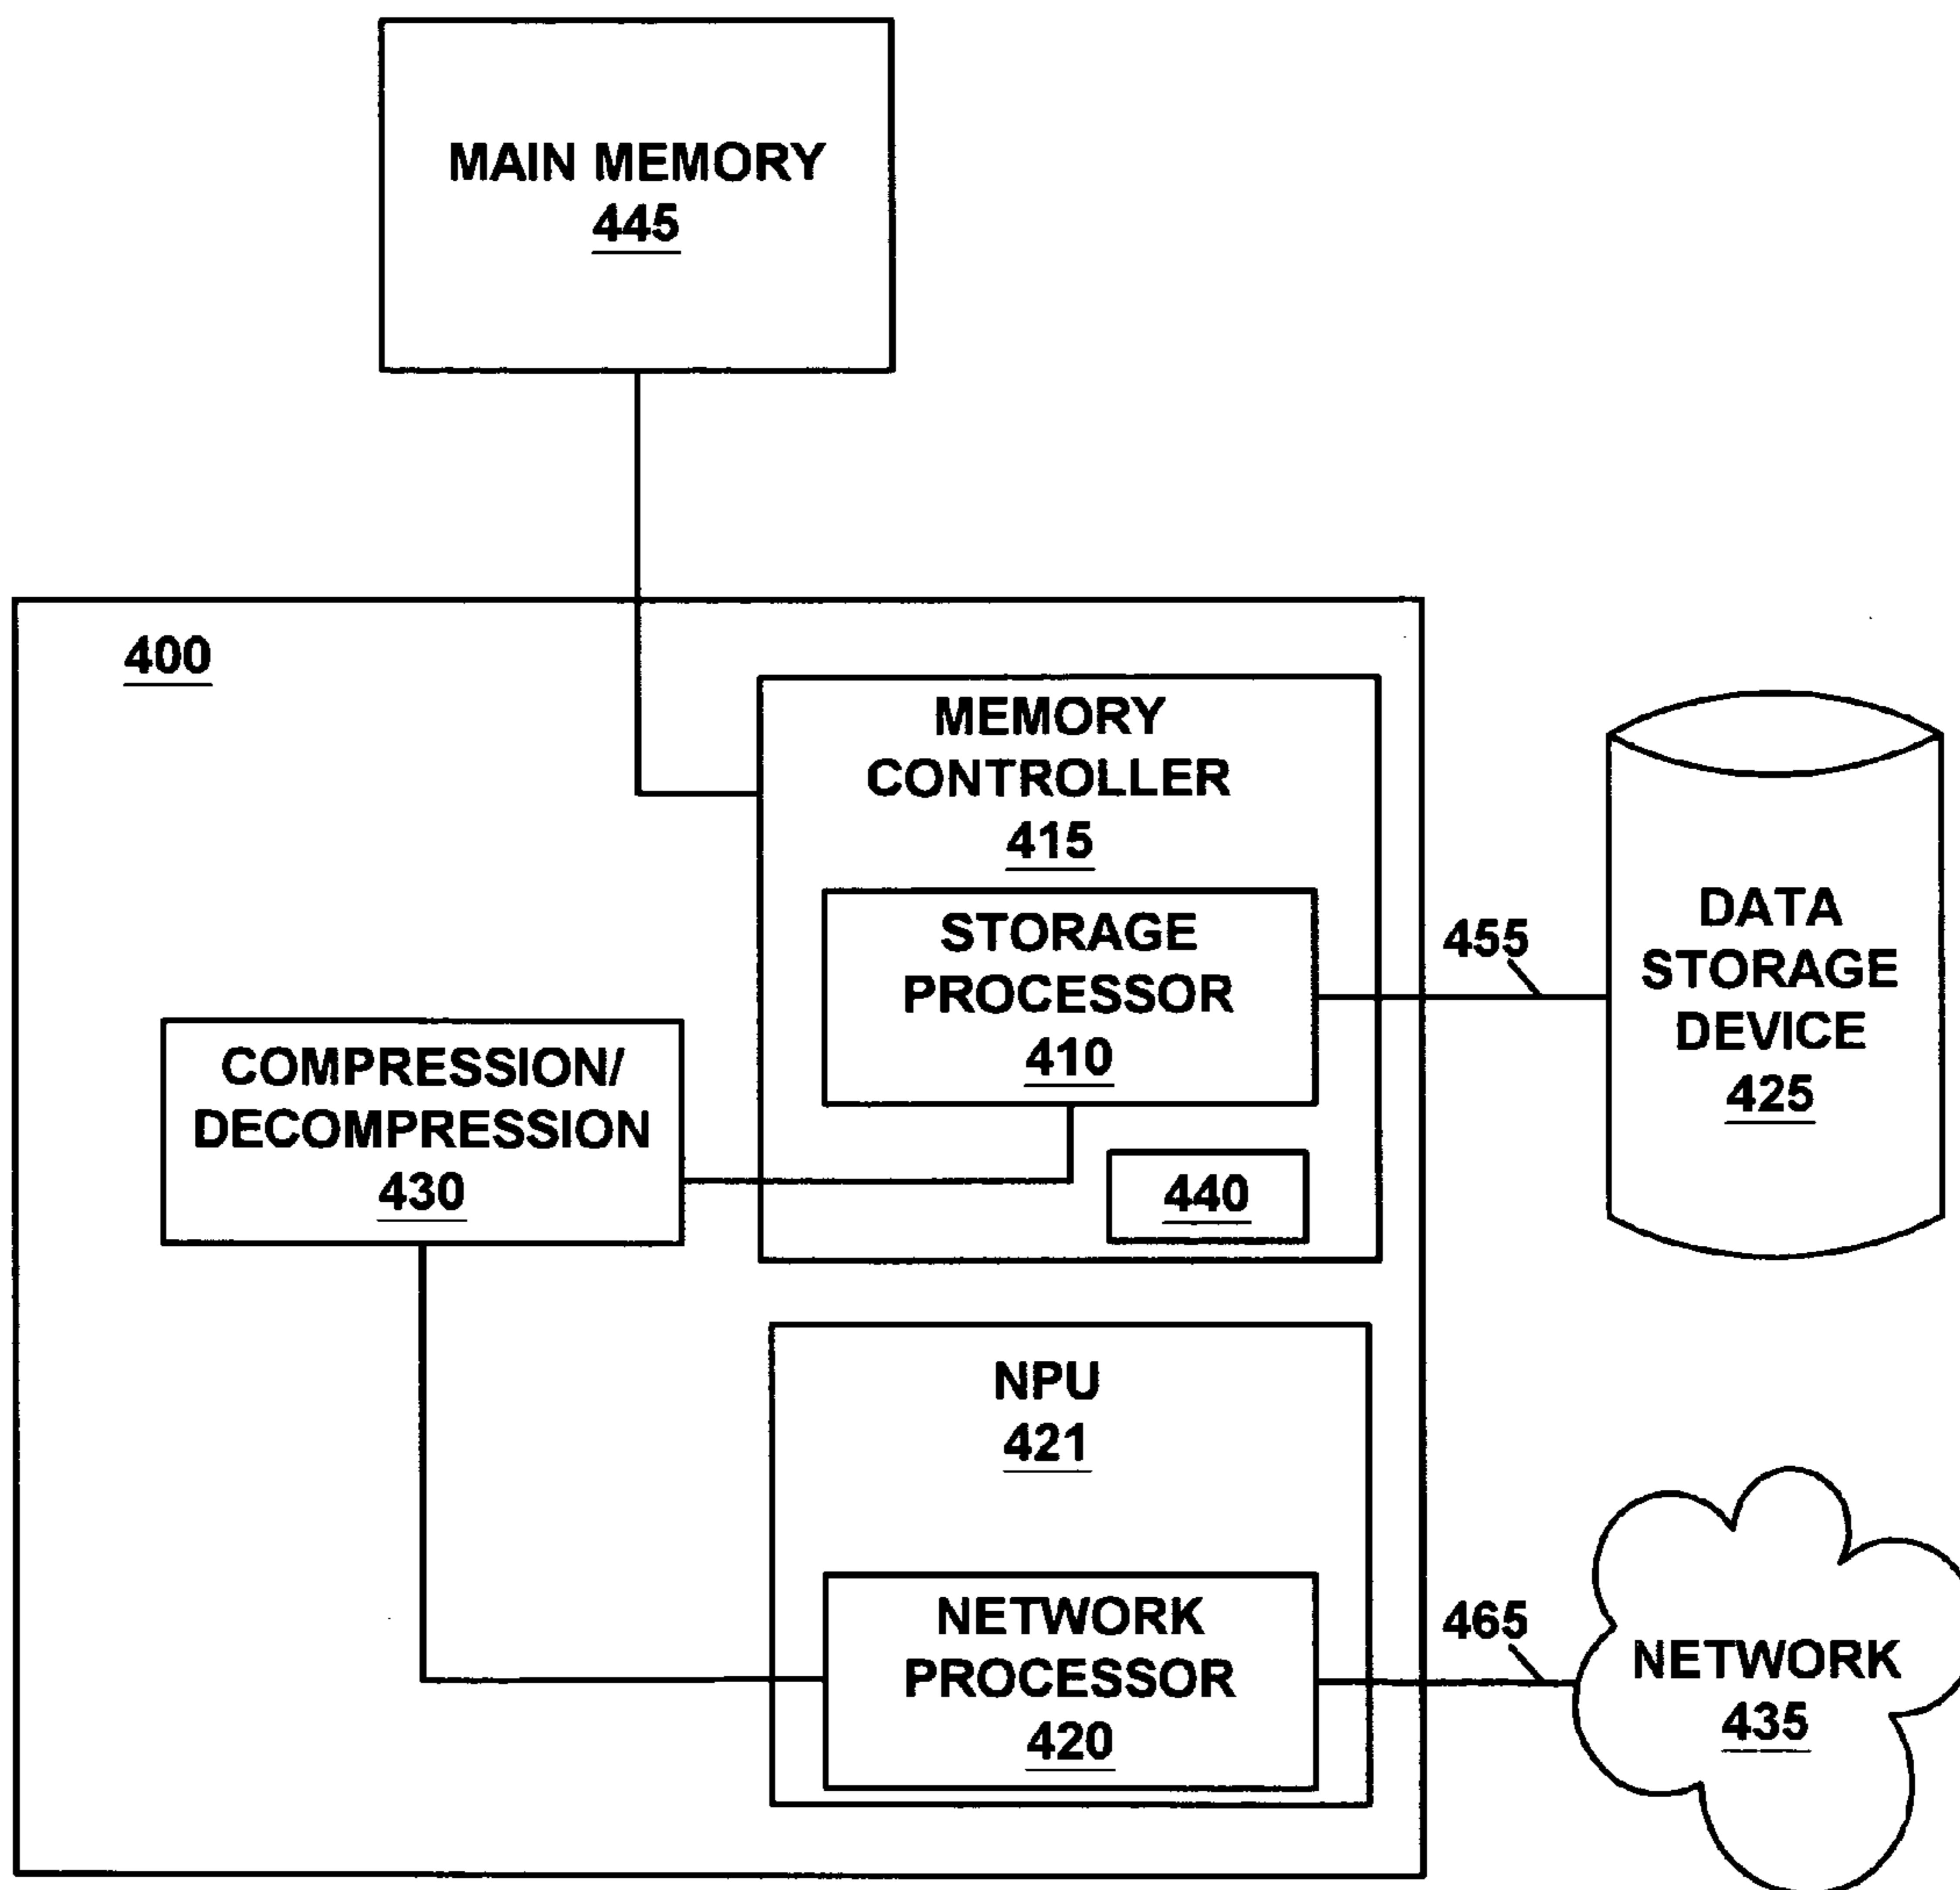 MAIN MEMORY
445
400
MEMORY
CONTROLLER
415
STORAGE
PROCESSOR
410
455
DATA
STORAGE
DEVICE
425
COMPRESSION/
DECOMPRESSION
430
440
NPU
421
NETWORK
PROCESSOR
420
465
NETWORK
435